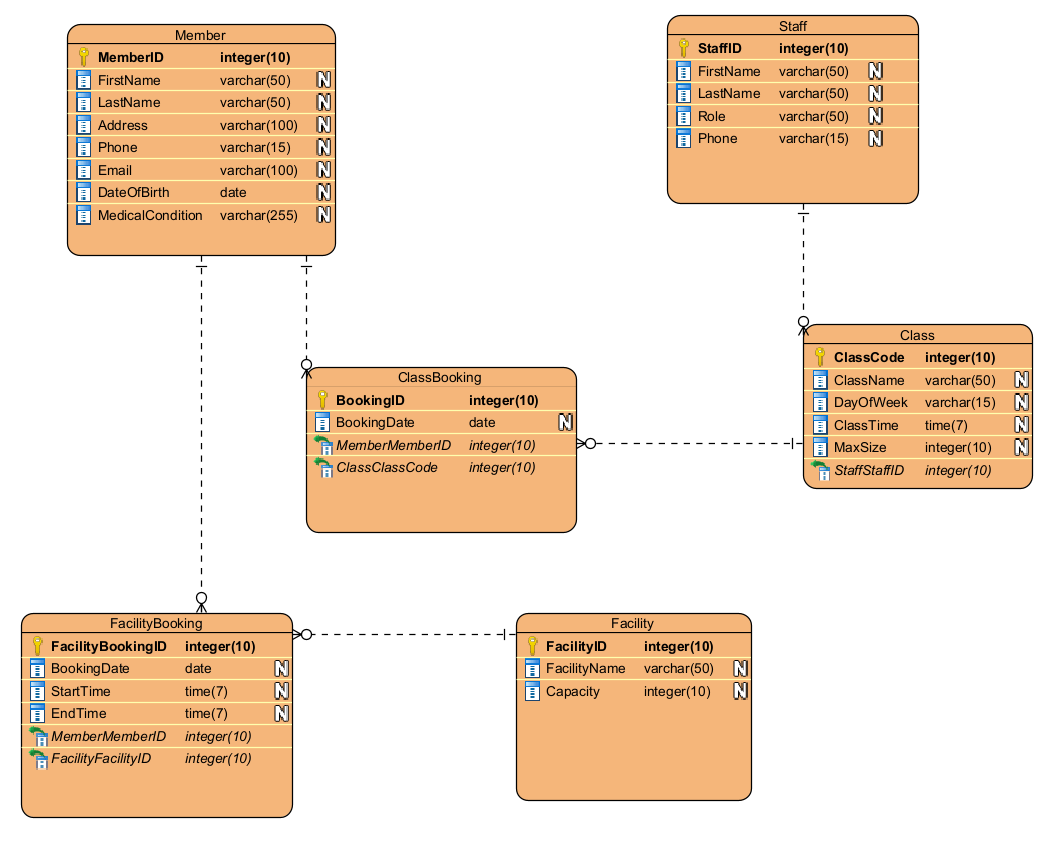 Member
MemberID integer(10)
FirstName varchar(50) N
LastName varchar(50) N
Address varchar(100) N
Phone varchar(15) N
Email varchar(100) N
DateOfBirth date N
MedicalCondition varchar(255) N
Staff
StaffID integer(10)
FirstName varchar(50) N
LastName varchar(50) N
Role varchar(50) N
Phone varchar(15) N
Class
ClassCode integer(10)
ClassName varchar(50) N
DayOfWeek varchar(15) N
ClassTime time(7) N
MaxSize integer(10) N
StaffStaffID integer(10)
ClassBooking
BookingID integer(10)
BookingDate date N
MemberMemberID integer(10)
ClassClassCode integer(10)
FacilityBooking
FacilityBookingID integer(10)
BookingDate date N
StartTime time(7) N
EndTime time(7) N
MemberMemberID integer(10)
FacilityFacilityID integer(10)
Facility
FacilityID integer(10)
FacilityName varchar(50) N
Capacity integer(10) N